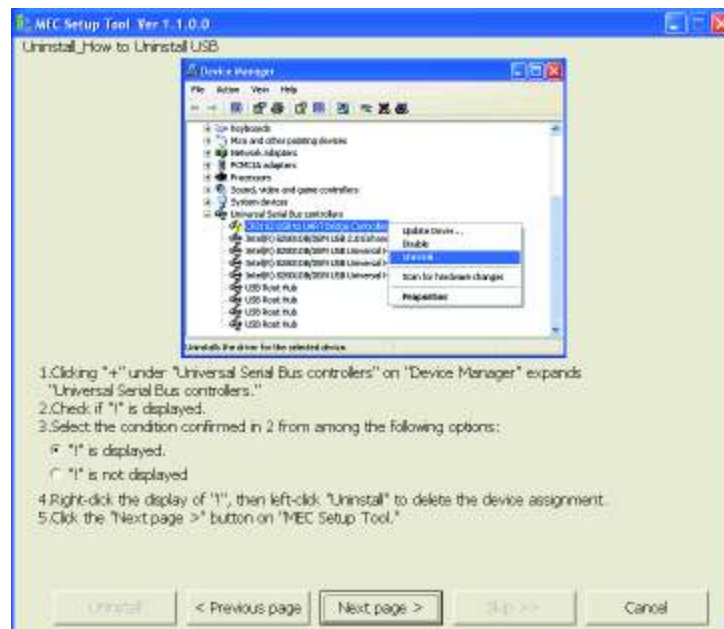 MEC Setup Tool Ver 1.1.0.0
Uninstall_How to Uninstall USB
Device Manager
File Action View Help
Keyboards
Mice and other pointing devices
Network adapters
PCMCIA adapters
Processors
Sound, video and game controllers
System devices
Universal Serial Bus controllers
CP2102 USB to UART Bridge Controller
Update Driver...
Disable
Uninstall
Scan for hardware changes
Properties
USB Root Hub
USB Root Hub
USB Root Hub
Uninstalls the driver for the selected device.
1.Clicking "+" under "Universal Serial Bus controllers" on "Device Manager" expands
"Universal Serial Bus controllers."
2.Check if "!" is displayed.
3.Select the condition confirmed in 2 from among the following options:
"!" is displayed.
"!" is not displayed
4.Right-click the display of "!", then left-click "Uninstall" to delete the device assignment.
5.Click the "Next page >" button on "MEC Setup Tool."
Uninstall
< Previous page
Next page >
Skip >>
Cancel